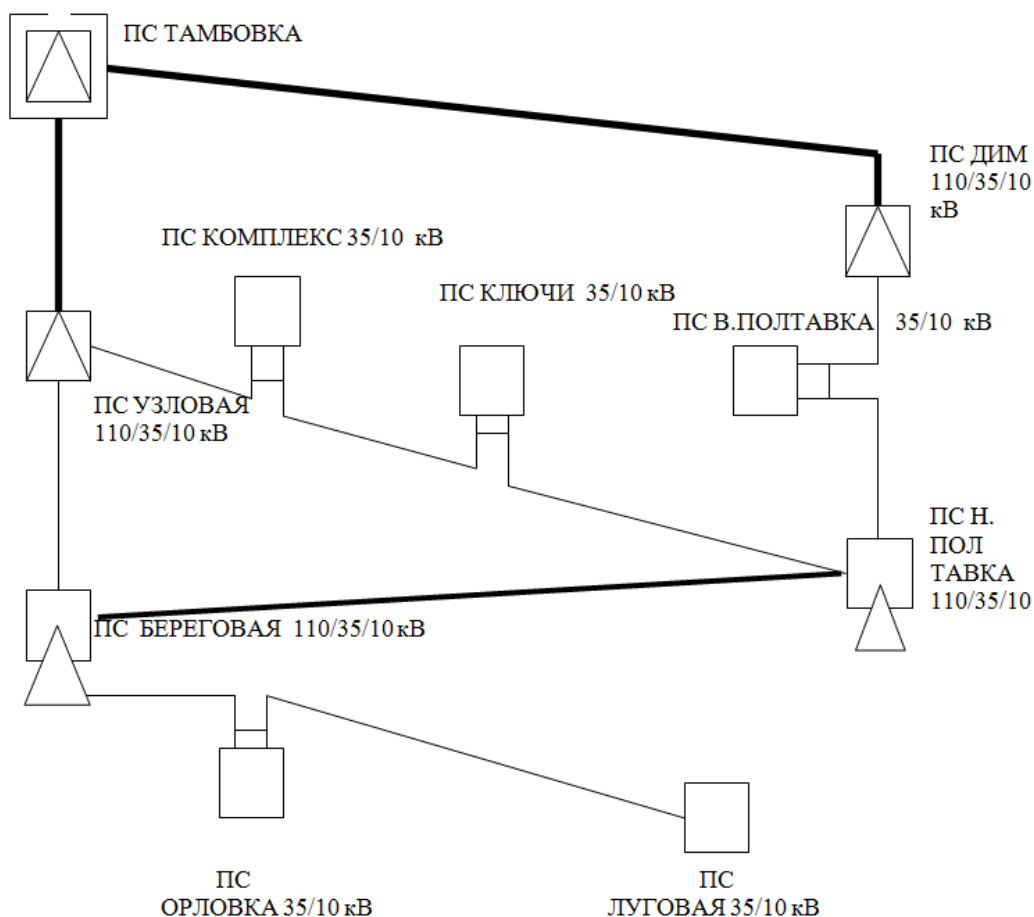 ПС ТАМБОВКА
ПС ДИМ
110/35/10
кВ
ПС КОМПЛЕКС 35/10 кВ
ПС КЛЮЧИ 35/10 кВ
ПС В.ПОЛТАВКА 35/10 кВ
ПС УЗЛОВАЯ
110/35/10 кВ
ПС Н.
ПОЛ
ТАВКА
110/35/10
ПС БЕРЕГОВАЯ 110/35/10 кВ
ПС
ОРЛОВКА 35/10 кВ
ПС
ЛУГОВАЯ 35/10 кВ